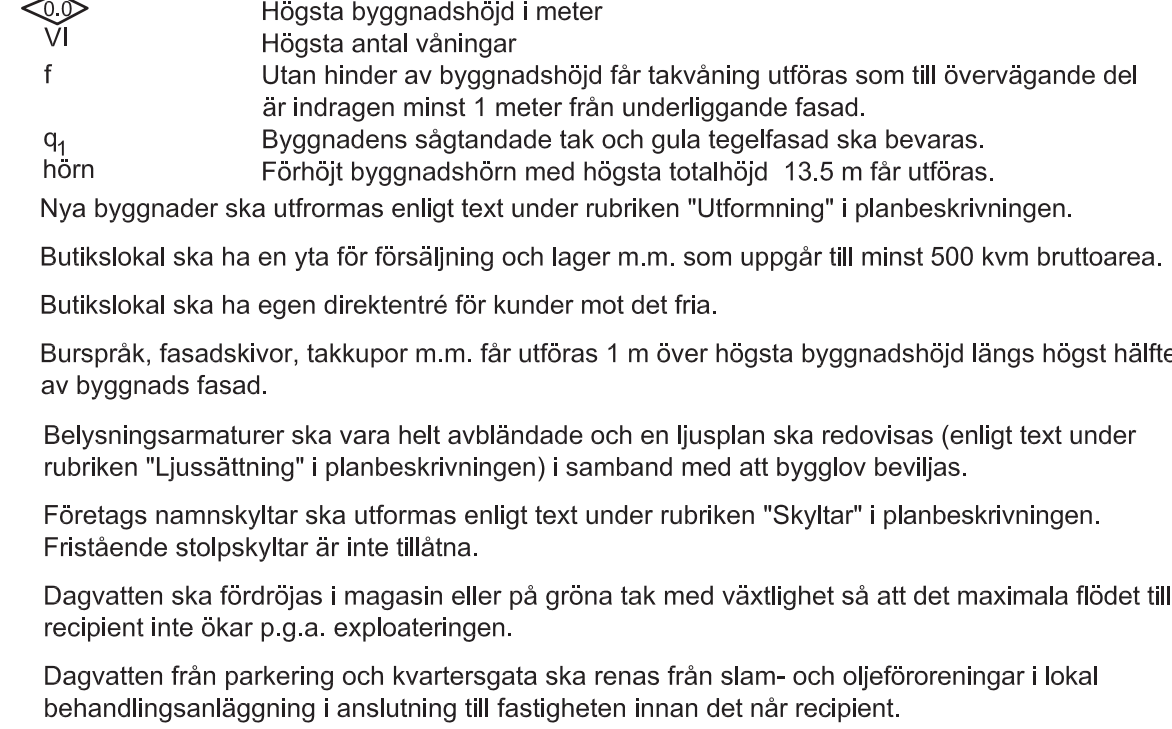 0.0 Högsta byggnadshöjd i meter
VI Högsta antal våningar
f Utan hinder av byggnadshöjd får takvåning utföras som till övervägande del
är indragen minst 1 meter från underliggande fasad.
q1 Byggnadens sågtandade tak och gula tegelfasad ska bevaras.
hörn Förhöjt byggnadshörn med högsta totalhöjd 13.5 m får utföras.
Nya byggnader ska utfrormas enligt text under rubriken "Utformning" i planbeskrivningen.
Butikslokal ska ha en yta för försäljning och lager m.m. som uppgår till minst 500 kvm bruttoarea.
Butikslokal ska ha egen direktentré för kunder mot det fria.
Burspråk, fasadskivor, takkupor m.m. får utföras 1 m över högsta byggnadshöjd längs högst hälfte
av byggnads fasad.
Belysningsarmaturer ska vara helt avbländade och en ljusplan ska redovisas (enligt text under
rubriken "Ljussättning" i planbeskrivningen) i samband med att bygglov beviljas.
Företags namnskyltar ska utformas enligt text under rubriken "Skyltar" i planbeskrivningen.
Fristående stolpskyltar är inte tillåtna.
Dagvatten ska fördröjas i magasin eller på gröna tak med växtlighet så att det maximala flödet till
recipient inte ökar p.g.a. exploateringen.
Dagvatten från parkering och kvartersgata ska renas från slam- och oljeföroreningar i lokal
behandlingsanläggning i anslutning till fastigheten innan det når recipient.